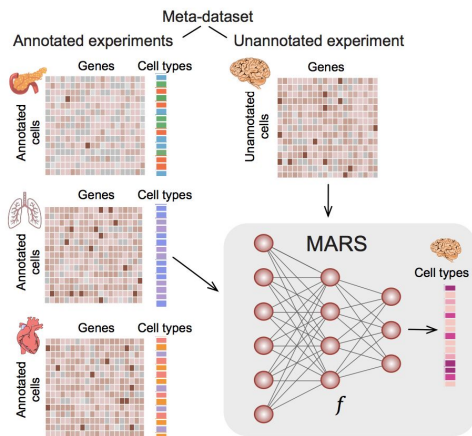 Meta-dataset
Annotated experiments
Unannotated experiment
Genes
Cell types
Annotated cells
Genes
Unannotated cells
Genes
Cell types
Annotated cells
MARS
Cell types
Genes
Cell types
Annotated cells
f